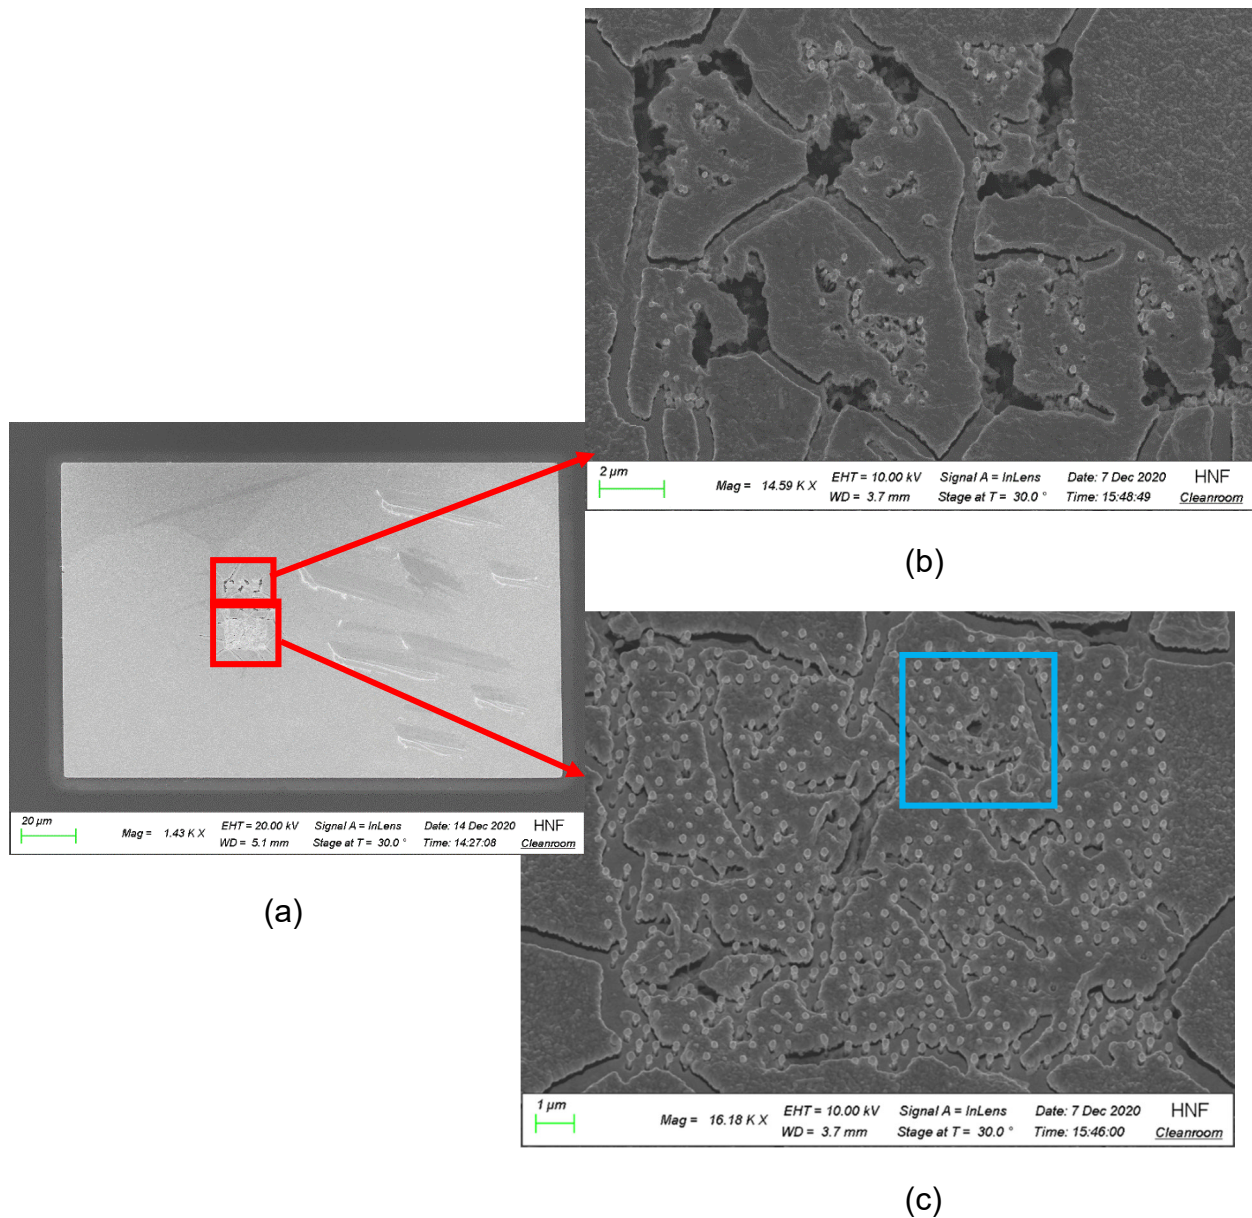 2 µm
Mag = 14.59 K X
EHT = 10.00 kV
WD = 3.7 mm
Signal A = InLens
Stage at T = 30.0 °
Date: 7 Dec 2020
Time: 15:48:49
HNF
Cleanroom
(b)
20 µm
Mag = 1.43 K X
EHT = 20.00 kV
WD = 5.1 mm
Signal A = InLens
Stage at T = 30.0 °
Date: 14 Dec 2020
Time: 14:27:08
HNF
Cleanroom
(a)
1 µm
Mag = 16.18 K X
EHT = 10.00 kV
WD = 3.7 mm
Signal A = InLens
Stage at T = 30.0 °
Date: 7 Dec 2020
Time: 15:46:00
HNF
Cleanroom
(c)